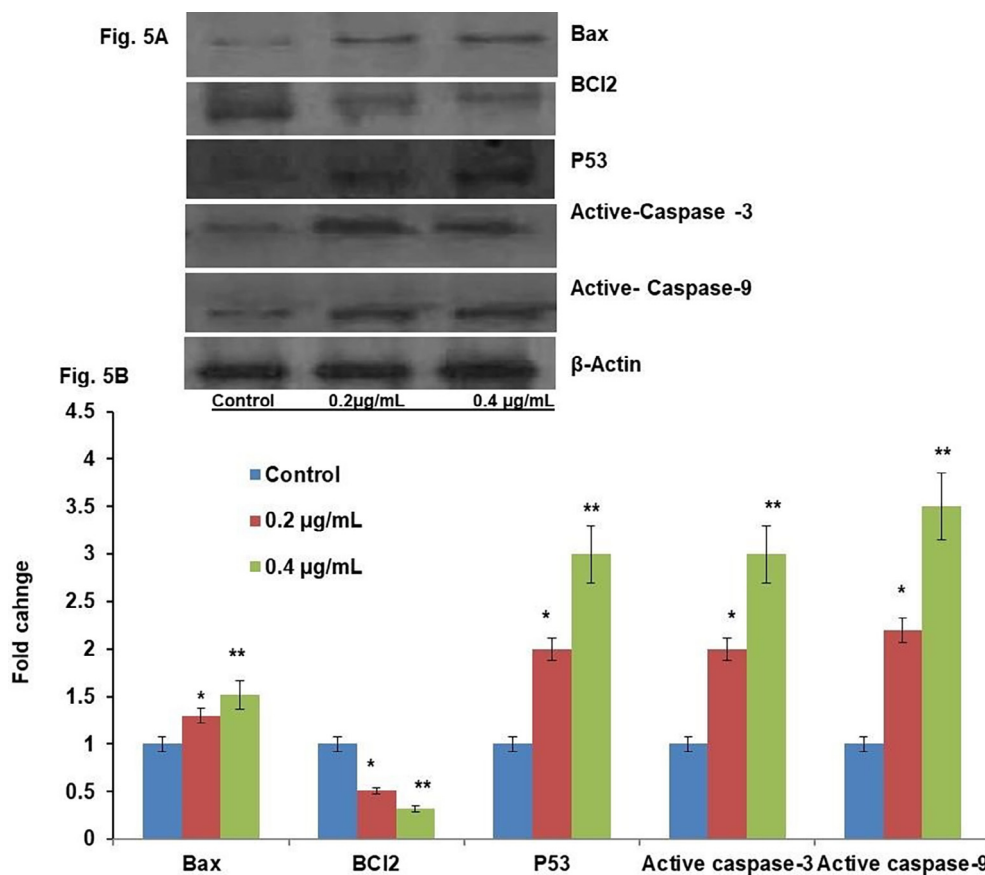 Fig. 5A
Bax
BCl2
P53
Active-Caspase -3
Active- Caspase-9
β-Actin
Control 0.2µg/mL 0.4 µg/mL
Fig. 5B
4.5
4
3.5
3
2.5
2
1.5
1
0.5
0
Fold cahnge
Control
0.2 µg/mL
0.4 µg/mL
* **
* **
* **
* **
* **
Bax BCl2 P53 Active caspase-3 Active caspase-9